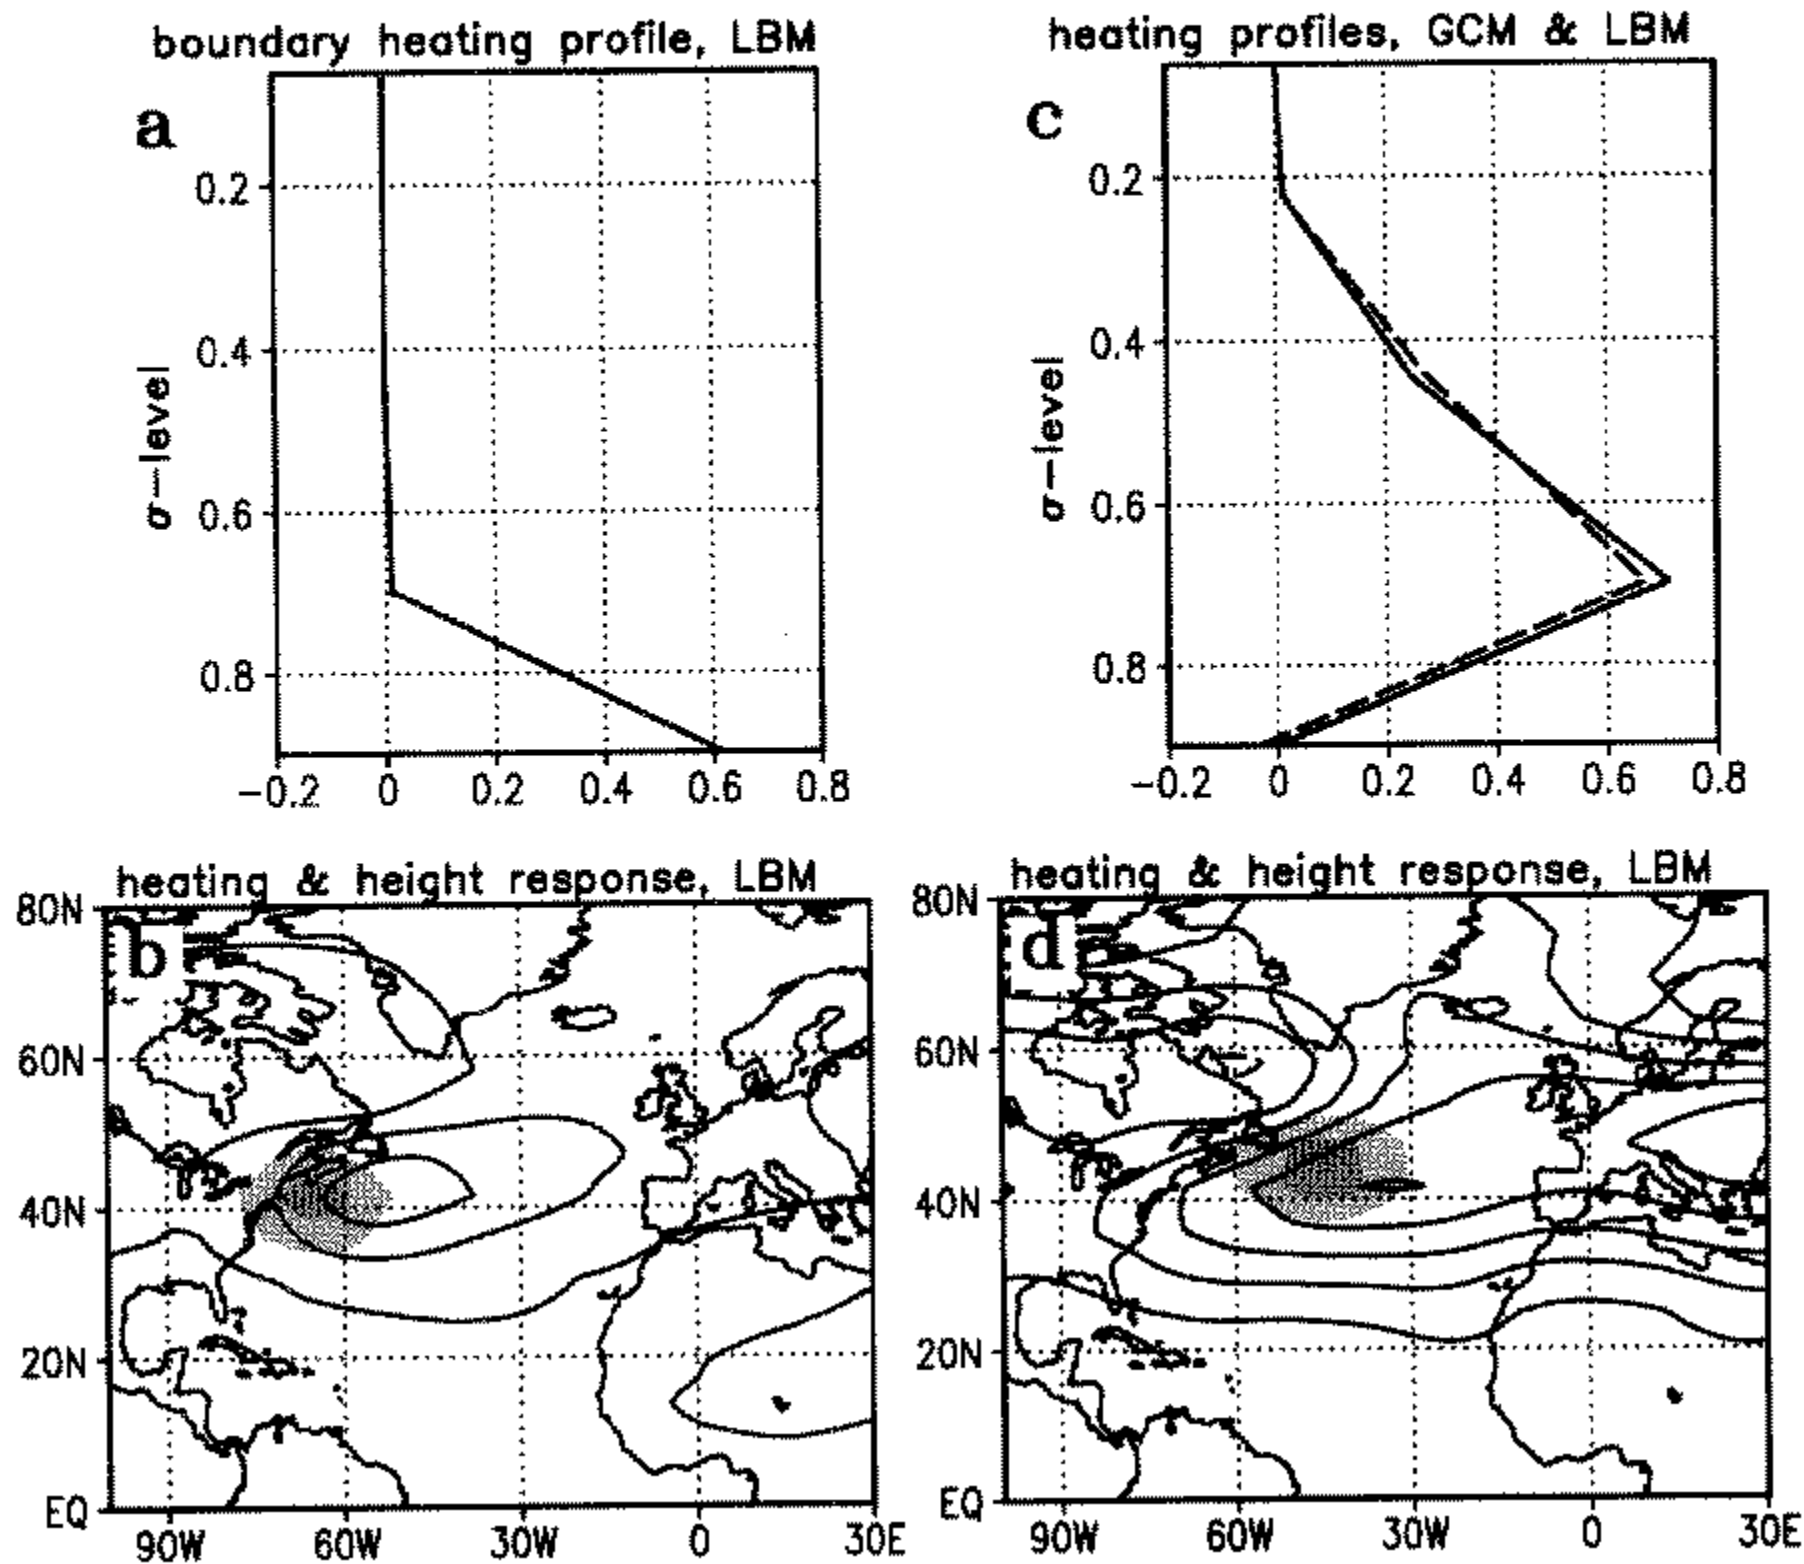 boundary heating profile, LBM
a
0.2
0.4
0.6
0.8
σ-level
-0.2 0 0.2 0.4 0.6 0.8
heating profiles, GCM & LBM
c
0.2
0.4
0.6
0.8
σ-level
-0.2 0 0.2 0.4 0.6 0.8
heating & height response, LBM
b
80N
60N
40N
20N
EQ
90W 60W 30W 0 30E
heating & height response, LBM
d
80N
60N
40N
20N
EQ
90W 60W 30W 0 30E